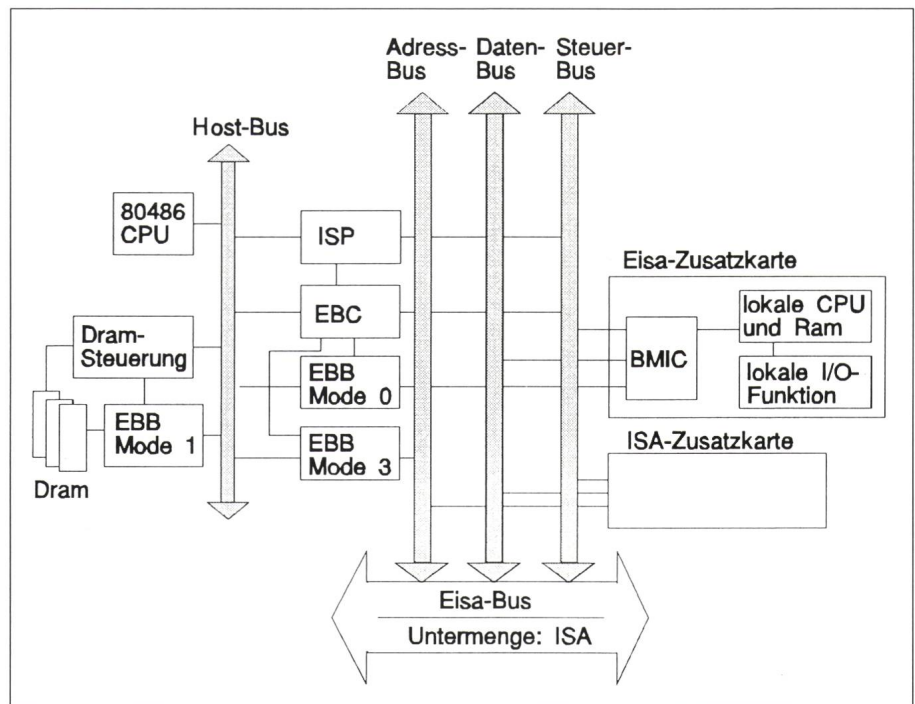 Adress-
Bus
Daten-
Bus
Steuer-
Bus
Host-Bus
80486
CPU
ISP
Eisa-Zusatzkarte
EBC
lokale CPU
und Ram
Dram-
Steuerung
BMIC
EBB
Mode 0
lokale I/O-
Funktion
EBB
Mode 1
EBB
Mode 3
ISA-Zusatzkarte
Dram
Eisa-Bus
Untermenge: ISA